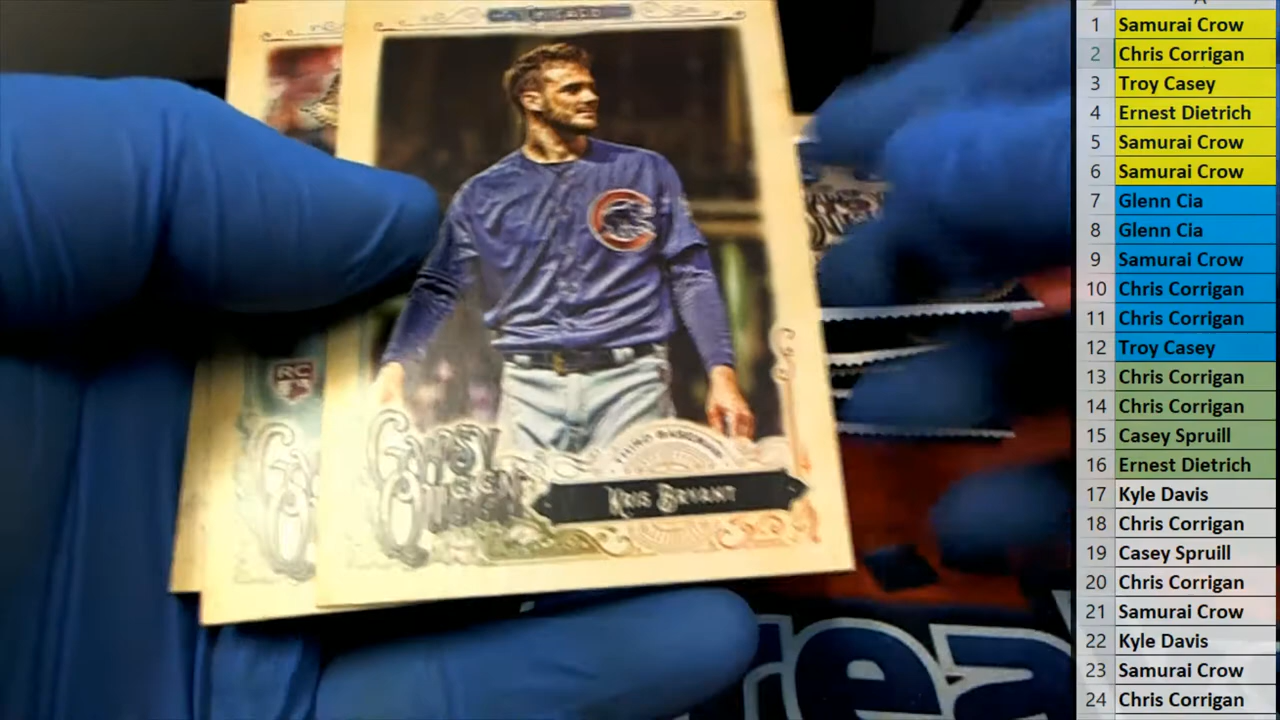 CHICAGO
C
RC
GYPSY
QUEEN
THIRD BASEMAN
KRIS BRYANT
rea
A
1 Samurai Crow
2 Chris Corrigan
3 Troy Casey
4 Ernest Dietrich
5 Samurai Crow
6 Samurai Crow
7 Glenn Cia
8 Glenn Cia
9 Samurai Crow
10 Chris Corrigan
11 Chris Corrigan
12 Troy Casey
13 Chris Corrigan
14 Chris Corrigan
15 Casey Spruill
16 Ernest Dietrich
17 Kyle Davis
18 Chris Corrigan
19 Casey Spruill
20 Chris Corrigan
21 Samurai Crow
22 Kyle Davis
23 Samurai Crow
24 Chris Corrigan